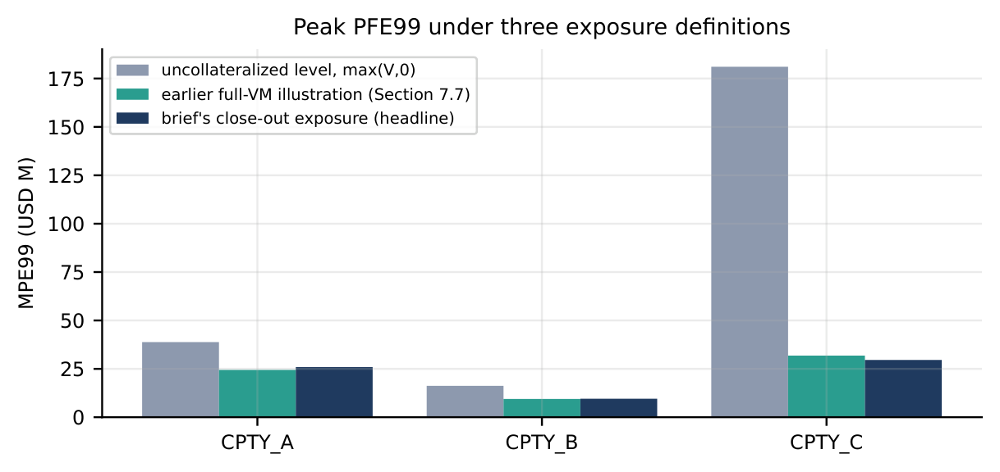 Peak PFE99 under three exposure definitions
uncollateralized level, max(V,0)
earlier full-VM illustration (Section 7.7)
brief's close-out exposure (headline)
MPE99 (USD M)
175
150
125
100
75
50
25
0
CPTY_A
CPTY_B
CPTY_C